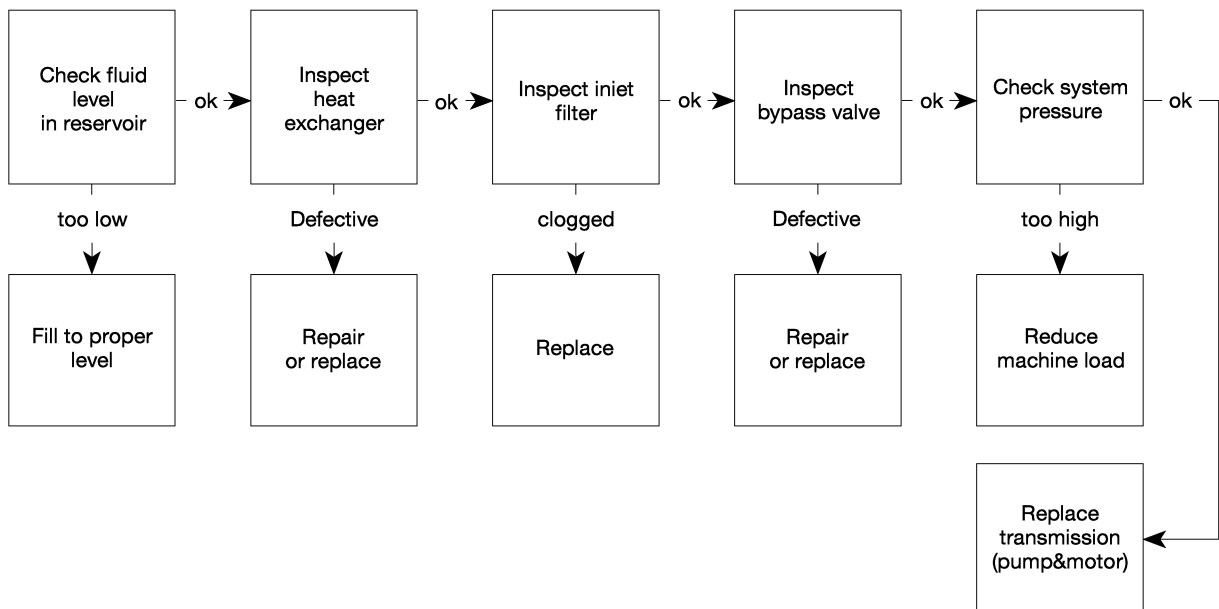 Check fluid
level
in reservoir
ok
Inspect
heat
exchanger
ok
Inspect iniet
filter
ok
Inspect
bypass valve
ok
Check system
pressure
ok
too low
Defective
clogged
Defective
too high
Fill to proper
level
Repair
or replace
Replace
Repair
or replace
Reduce
machine load
Replace
transmission
(pump&motor)